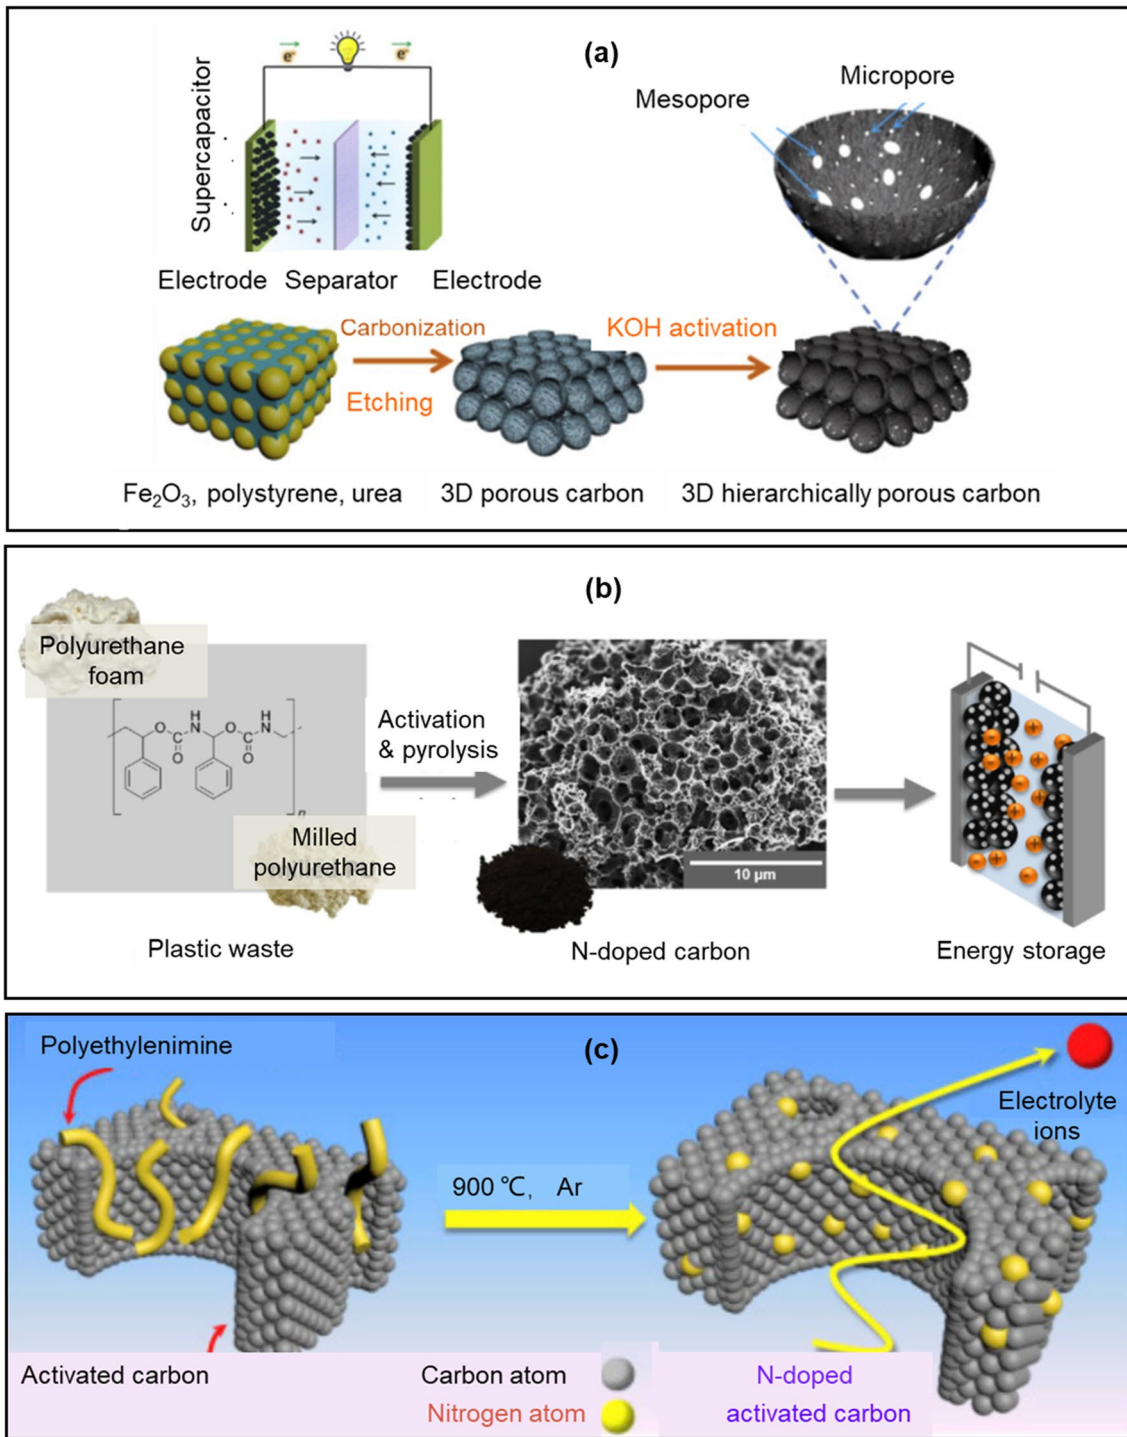 (a)
Supercapacitor
e⁻
e⁻
Micropore
Mesopore
Electrode Separator Electrode
Carbonization
Etching
KOH activation
Fe₂O₃, polystyrene, urea
3D porous carbon
3D hierarchically porous carbon
(b)
Polyurethane
foam
H H
O N O N
O O
n
Milled
polyurethane
Plastic waste
Activation
& pyrolysis
10 μm
N-doped carbon
Energy storage
(c)
Polyethylenimine
Electrolyte
ions
900 ℃, Ar
Activated carbon
Carbon atom
Nitrogen atom
N-doped
activated carbon